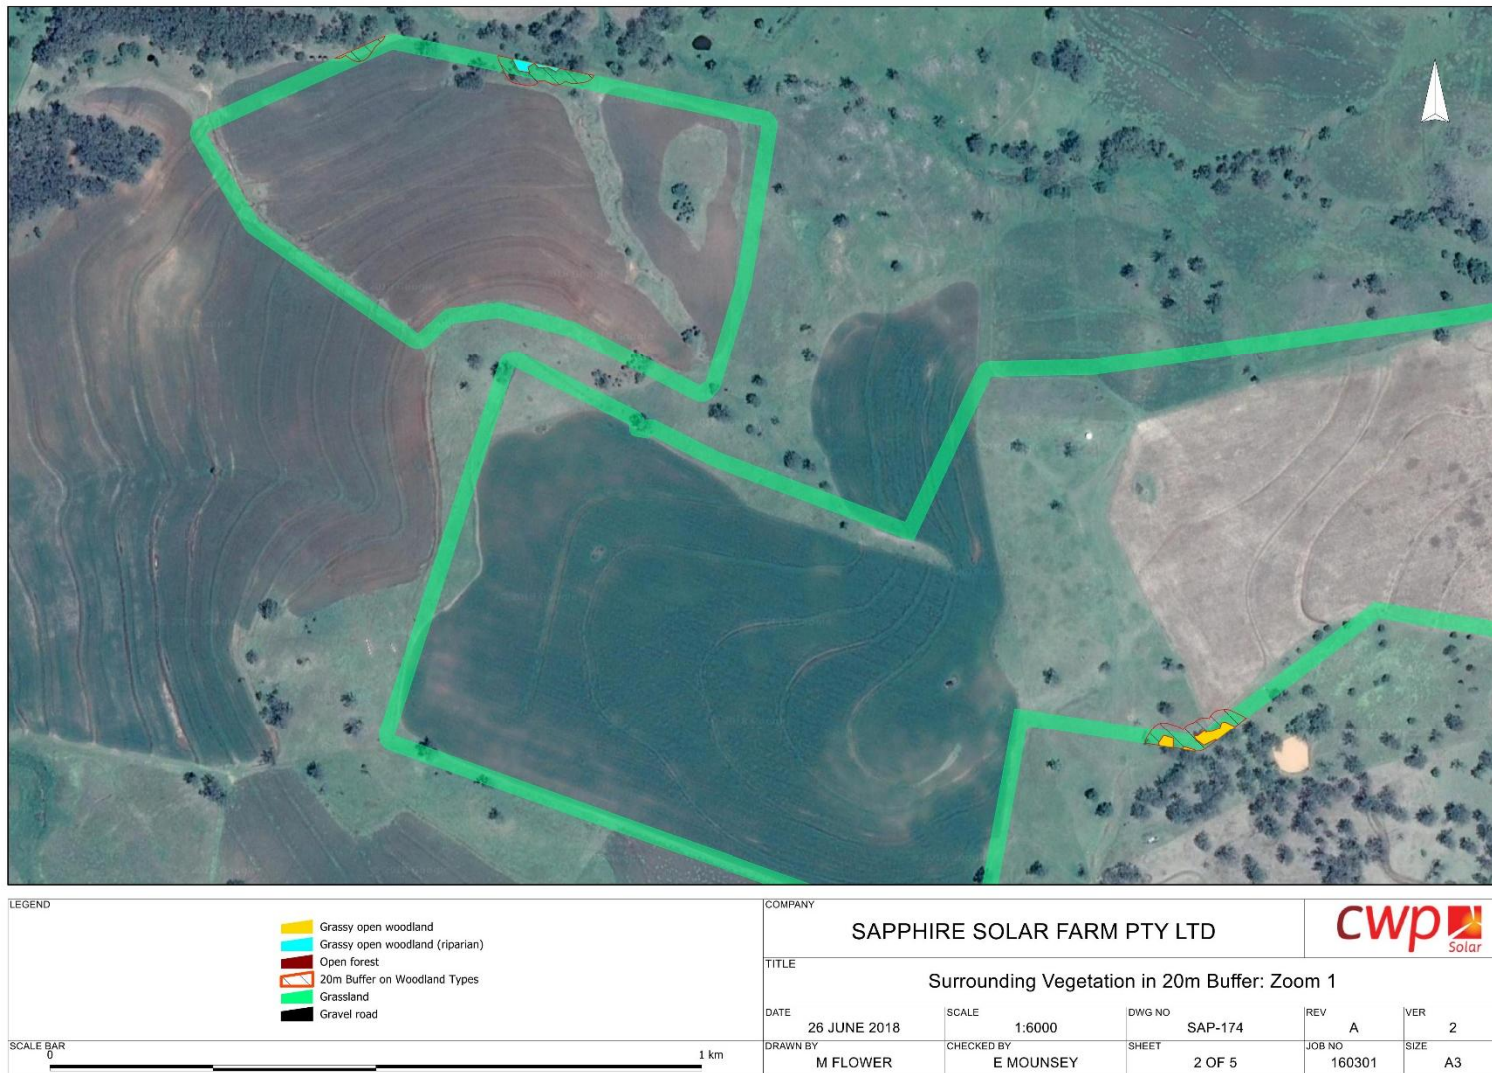 LEGEND
Grassy open woodland
Grassy open woodland (riparian)
Open forest
20m Buffer on Woodland Types
Grassland
Gravel road
SCALE BAR
0
1 km
COMPANY
SAPPHIRE SOLAR FARM PTY LTD
cwp
Solar
TITLE
Surrounding Vegetation in 20m Buffer: Zoom 1
DATE
26 JUNE 2018
SCALE
1:6000
DWG NO
SAP-174
REV
A
VER
2
DRAWN BY
M FLOWER
CHECKED BY
E MOUNSEY
SHEET
2 OF 5
JOB NO
160301
SIZE
A3